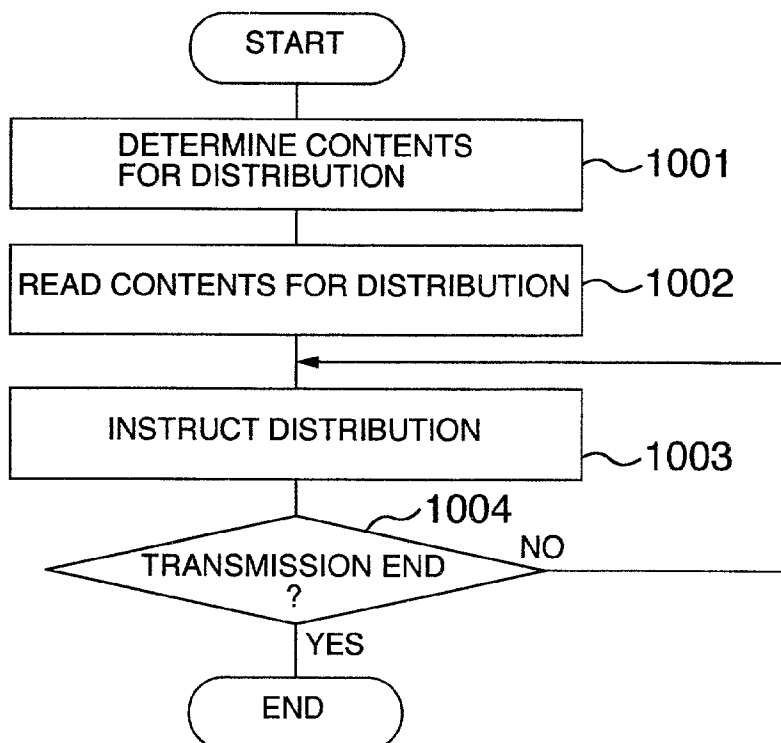 START
DETERMINE CONTENTS
FOR DISTRIBUTION
1001
READ CONTENTS FOR DISTRIBUTION
1002
INSTRUCT DISTRIBUTION
1003
1004
TRANSMISSION END
?
NO
YES
END